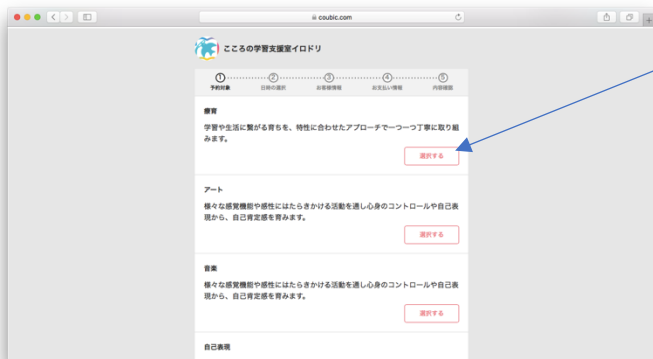 coubic.com
こころの学習支援室イロドリ
1 2 3 4 5
予約対象 日時の選択 お客様情報 お支払い情報 内容確認
療育
学習や生活に繋がる育ちを、特性に合わせたアプローチで一つ一つ丁寧に取り組
みます。
選択する
アート
様々な感覚機能や感性にはたらきかける活動を通し心身のコントロールや自己表
現から、自己肯定感を育みます。
選択する
音楽
様々な感覚機能や感性にはたらきかける活動を通し心身のコントロールや自己表
現から、自己肯定感を育みます。
選択する
自己表現